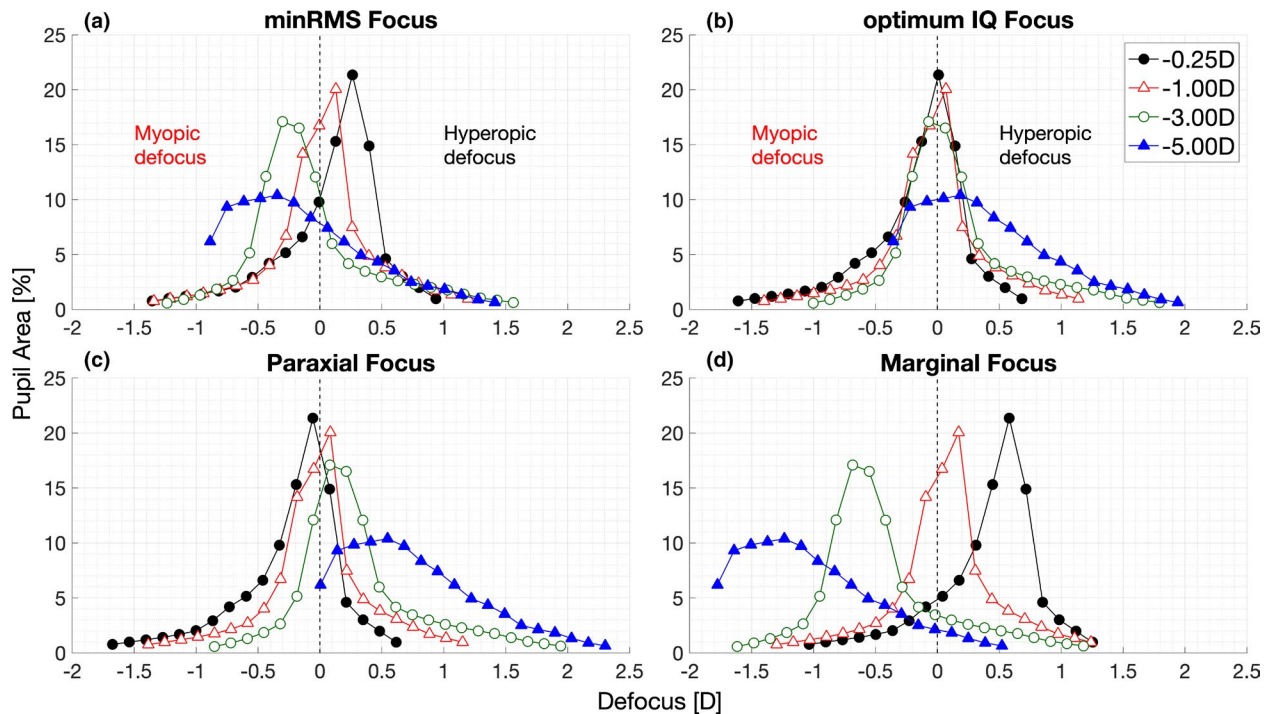 (a) minRMS Focus
25
20
15
10
5
0
-2 -1.5 -1 -0.5 0 0.5 1 1.5 2 2.5
Myopic
defocus
Hyperopic
defocus
(b) optimum IQ Focus
25
20
15
10
5
0
-2 -1.5 -1 -0.5 0 0.5 1 1.5 2 2.5
Myopic
defocus
Hyperopic
defocus
-0.25D
-1.00D
-3.00D
-5.00D
Pupil Area [%]
(c) Paraxial Focus
25
20
15
10
5
0
-2 -1.5 -1 -0.5 0 0.5 1 1.5 2 2.5
(d) Marginal Focus
25
20
15
10
5
0
-2 -1.5 -1 -0.5 0 0.5 1 1.5 2 2.5
Defocus [D]